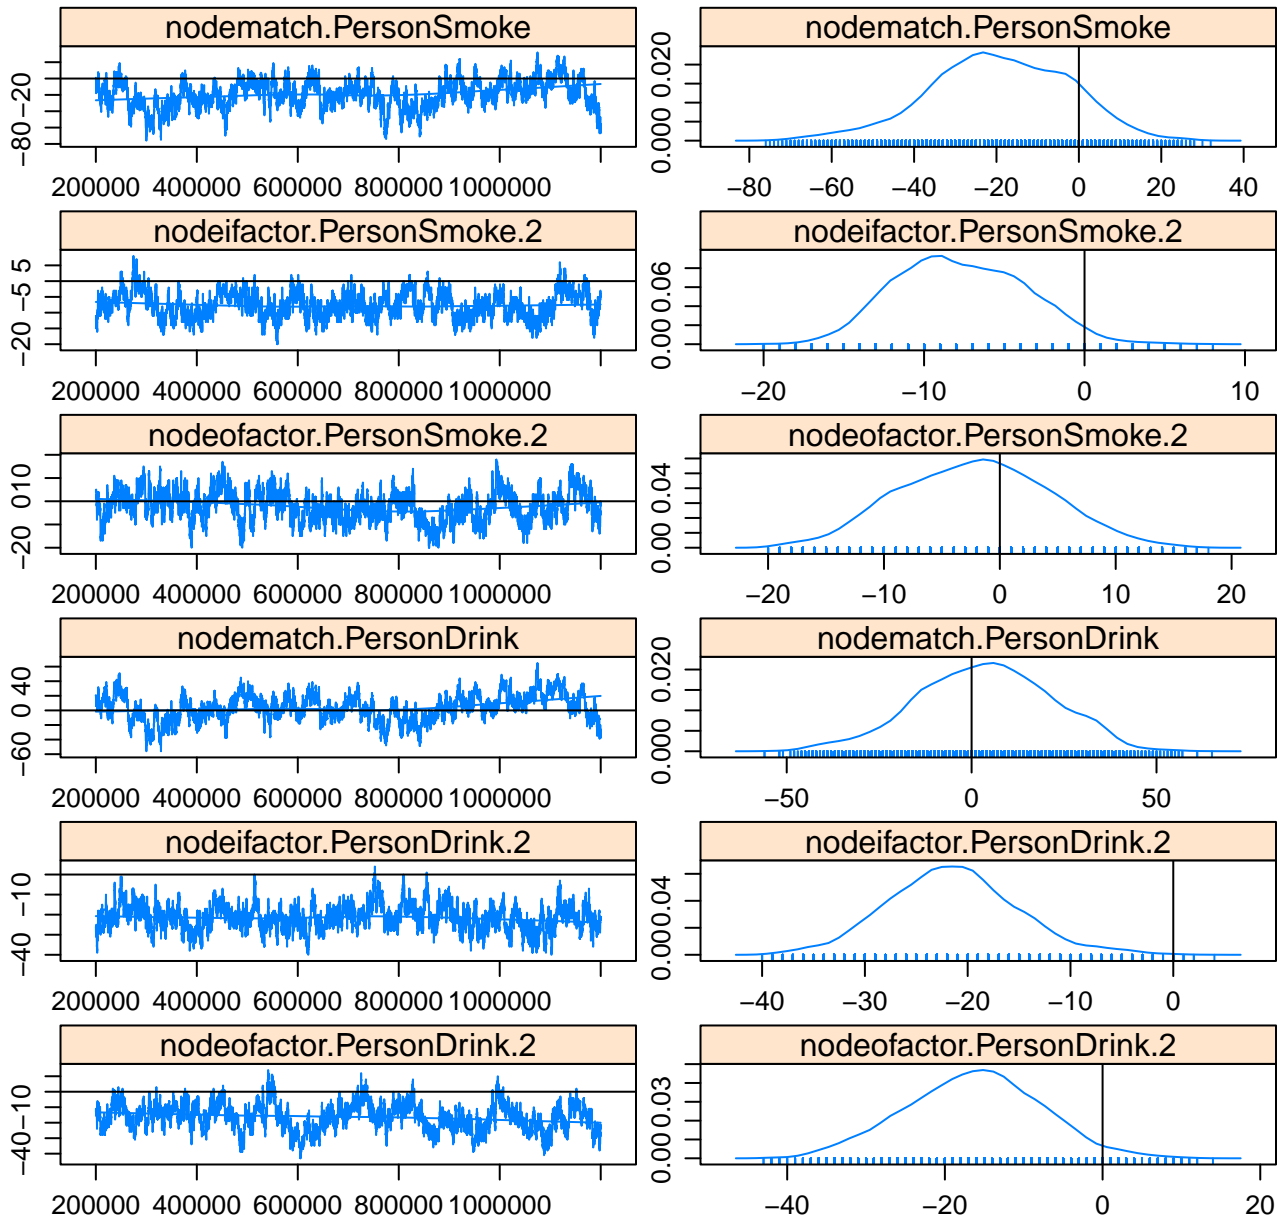 nodematch.PersonSmoke
−80 −20
200000 400000 600000 800000 1000000
nodematch.PersonSmoke
0.000 0.020
−80 −60 −40 −20 0 20 40
nodeifactor.PersonSmoke.2
−20 −5 5
200000 400000 600000 800000 1000000
nodeifactor.PersonSmoke.2
0.00 0.06
−20 −10 0 10
nodeofactor.PersonSmoke.2
−20 0 10
200000 400000 600000 800000 1000000
nodeofactor.PersonSmoke.2
0.00 0.04
−20 −10 0 10 20
nodematch.PersonDrink
−60 0 40
200000 400000 600000 800000 1000000
nodematch.PersonDrink
0.000 0.020
−50 0 50
nodeifactor.PersonDrink.2
−40 −10
200000 400000 600000 800000 1000000
nodeifactor.PersonDrink.2
0.00 0.04
−40 −30 −20 −10 0
nodeofactor.PersonDrink.2
−40 −10
200000 400000 600000 800000 1000000
nodeofactor.PersonDrink.2
0.00 0.03
−40 −20 0 20